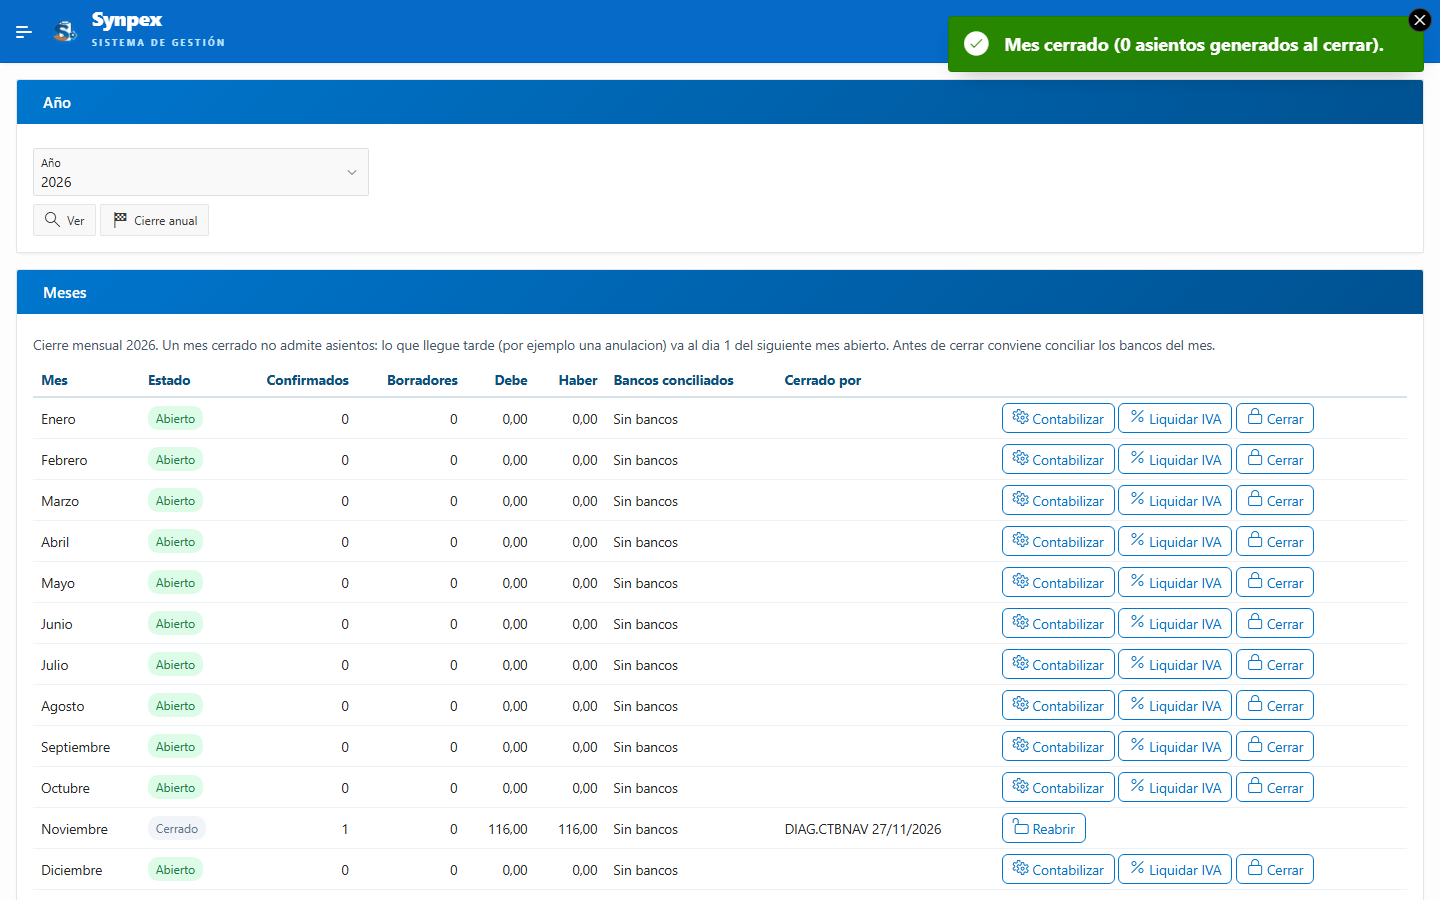 Synpex
SISTEMA DE GESTIÓN
Mes cerrado (0 asientos generados al cerrar).
Año
Año
2026
Ver
Cierre anual
Meses
Cierre mensual 2026. Un mes cerrado no admite asientos: lo que llegue tarde (por ejemplo una anulacion) va al dia 1 del siguiente mes abierto. Antes de cerrar conviene conciliar los bancos del mes.
Mes Estado Confirmados Borradores Debe Haber Bancos conciliados Cerrado por
Enero Abierto 0 0 0,00 0,00 Sin bancos Contabilizar Liquidar IVA Cerrar
Febrero Abierto 0 0 0,00 0,00 Sin bancos Contabilizar Liquidar IVA Cerrar
Marzo Abierto 0 0 0,00 0,00 Sin bancos Contabilizar Liquidar IVA Cerrar
Abril Abierto 0 0 0,00 0,00 Sin bancos Contabilizar Liquidar IVA Cerrar
Mayo Abierto 0 0 0,00 0,00 Sin bancos Contabilizar Liquidar IVA Cerrar
Junio Abierto 0 0 0,00 0,00 Sin bancos Contabilizar Liquidar IVA Cerrar
Julio Abierto 0 0 0,00 0,00 Sin bancos Contabilizar Liquidar IVA Cerrar
Agosto Abierto 0 0 0,00 0,00 Sin bancos Contabilizar Liquidar IVA Cerrar
Septiembre Abierto 0 0 0,00 0,00 Sin bancos Contabilizar Liquidar IVA Cerrar
Octubre Abierto 0 0 0,00 0,00 Sin bancos Contabilizar Liquidar IVA Cerrar
Noviembre Cerrado 1 0 116,00 116,00 Sin bancos DIAG.CTBNAV 27/11/2026 Reabrir
Diciembre Abierto 0 0 0,00 0,00 Sin bancos Contabilizar Liquidar IVA Cerrar